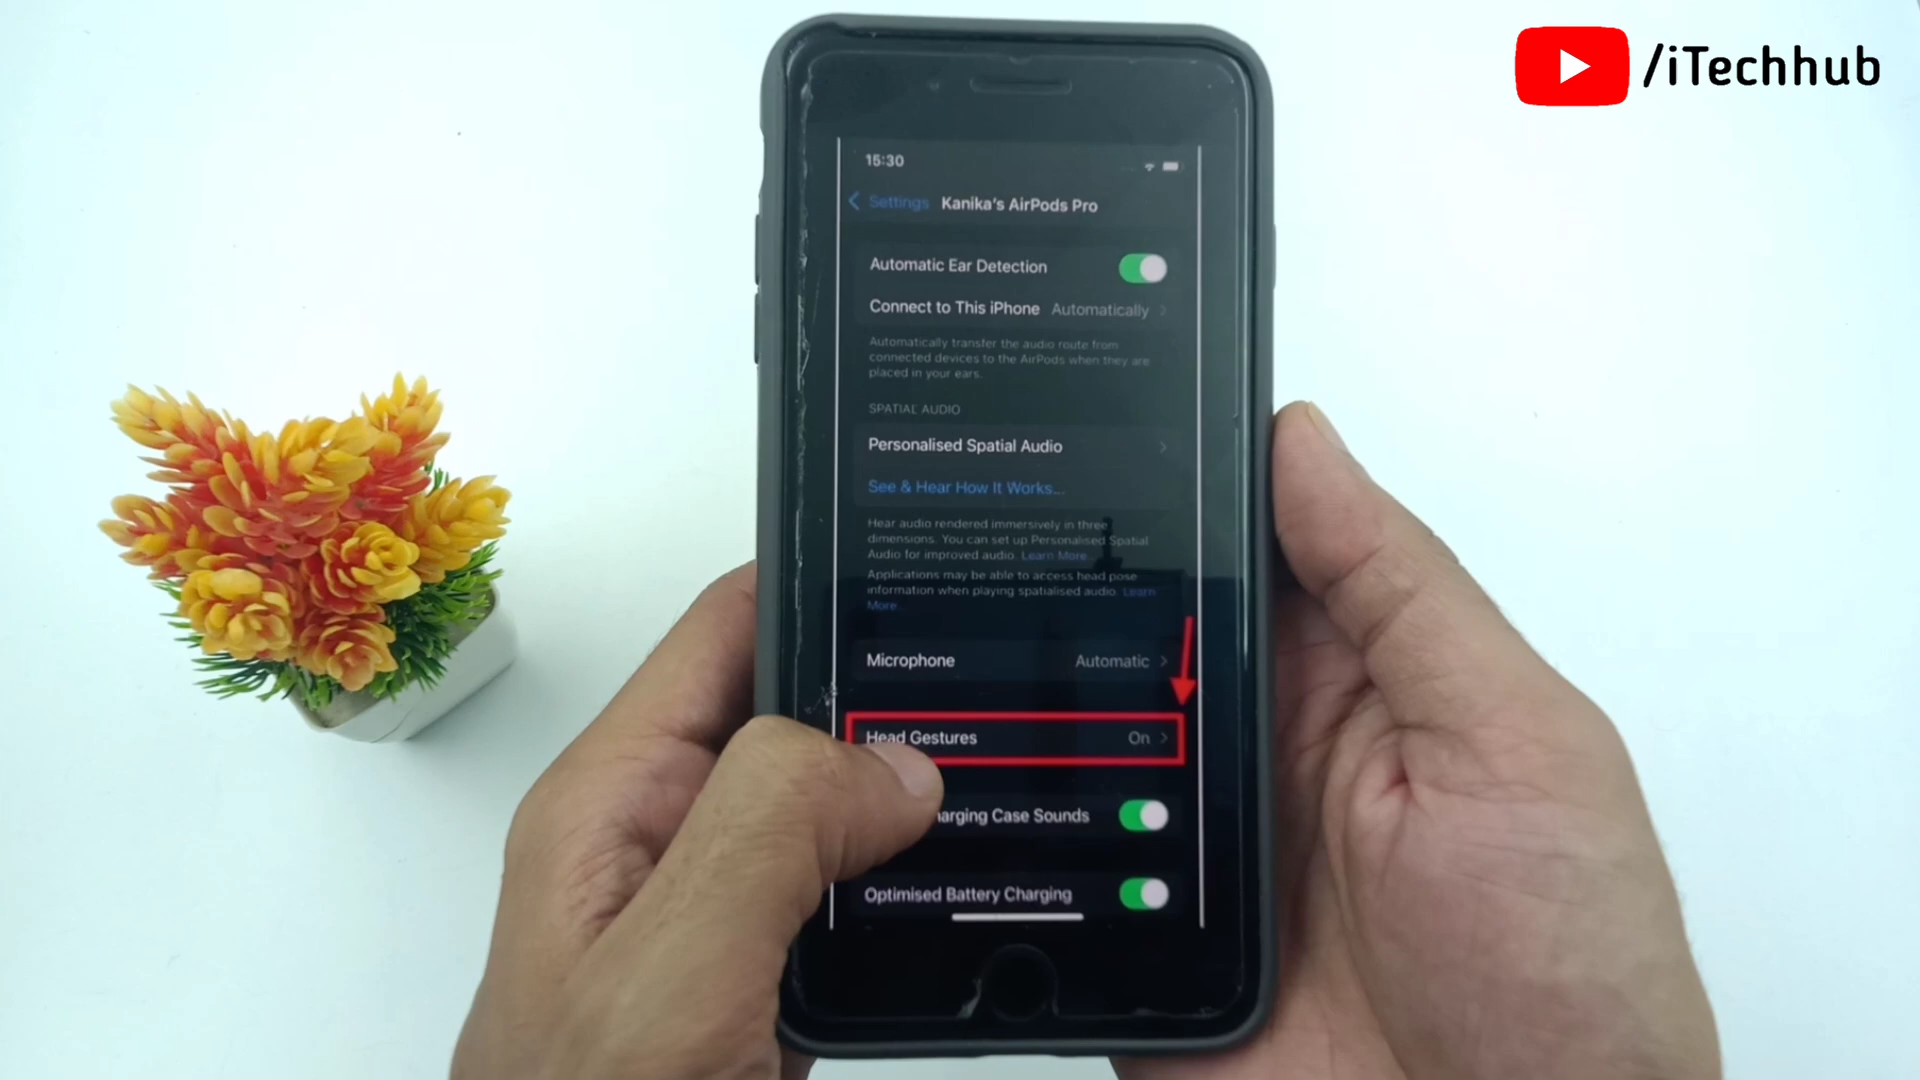 /iTechhub
15:30
Settings Kanika's AirPods Pro
Automatic Ear Detection
Connect to This iPhone Automatically
Automatically transfer the audio route from
connected devices to the AirPods when they are
placed in your ears.
SPATIAL AUDIO
Personalised Spatial Audio
See & Hear How It Works...
Hear audio rendered immersively in three
dimensions. You can set up Personalised Spatial
Audio for improved audio. Learn More...
Applications may be able to access head pose
information when playing spatialised audio. Learn
More...
Microphone Automatic
Head Gestures On
arging Case Sounds
Optimised Battery Charging